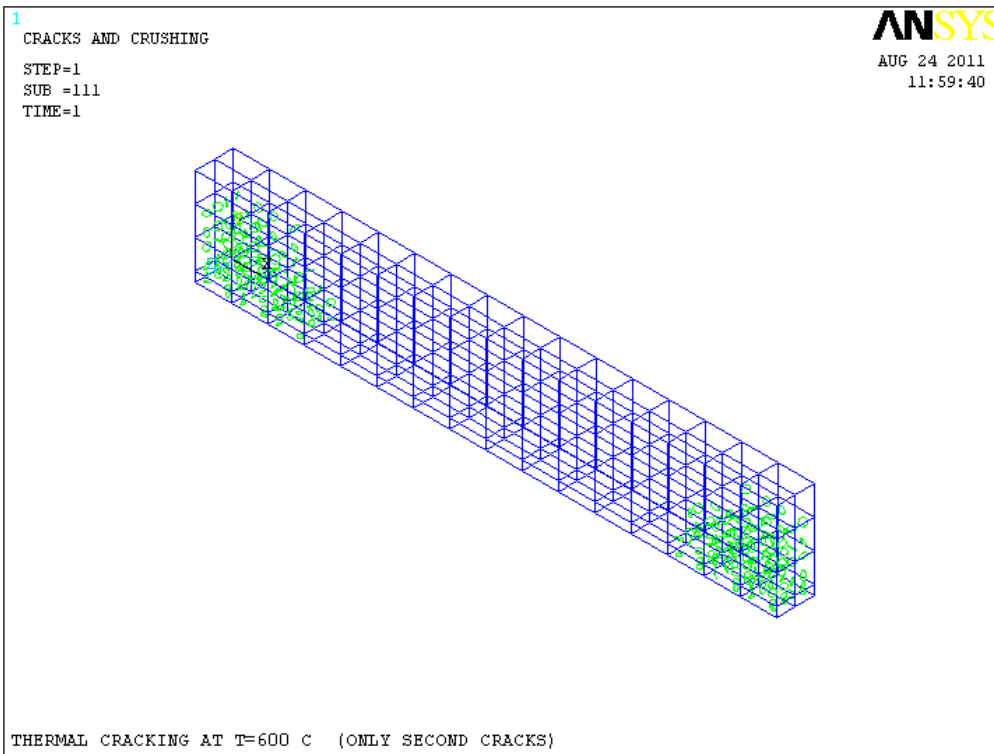 1
CRACKS AND CRUSHING
STEP=1
SUB =111
TIME=1
ANSYS
AUG 24 2011
11:59:40
THERMAL CRACKING AT T=600 C (ONLY SECOND CRACKS)